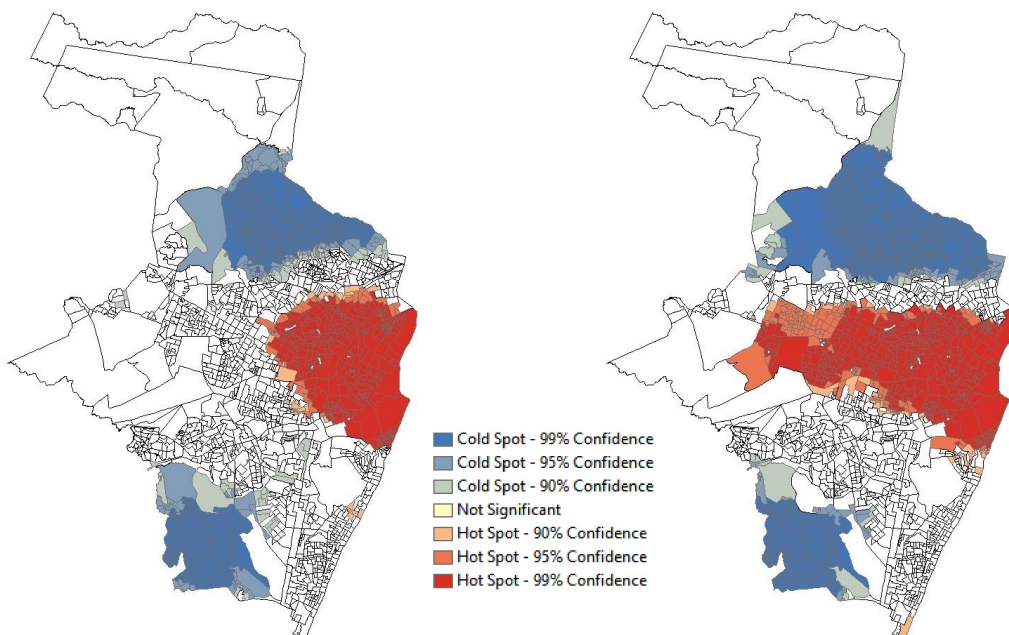 Cold Spot - 99% Confidence
Cold Spot - 95% Confidence
Cold Spot - 90% Confidence
Not Significant
Hot Spot - 90% Confidence
Hot Spot - 95% Confidence
Hot Spot - 99% Confidence